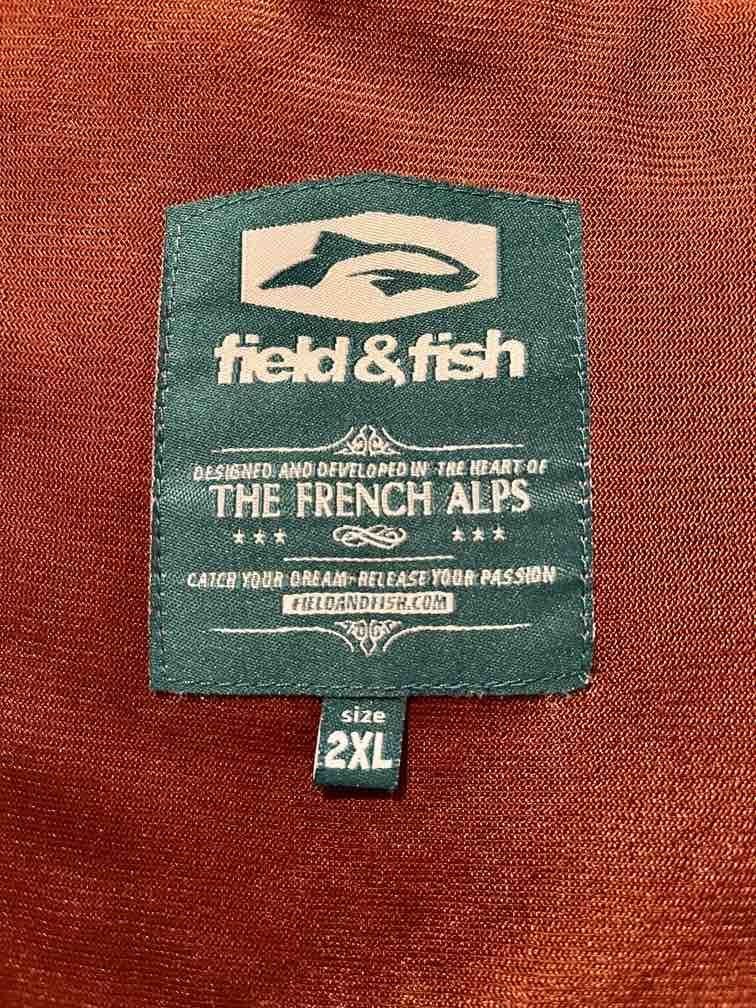 field & fish
DESIGNED AND DEVELOPED IN THE HEART OF
THE FRENCH ALPS
CATCH YOUR DREAM-RELEASE YOUR PASSION
FIELDANDFISH.COM
size
2XL